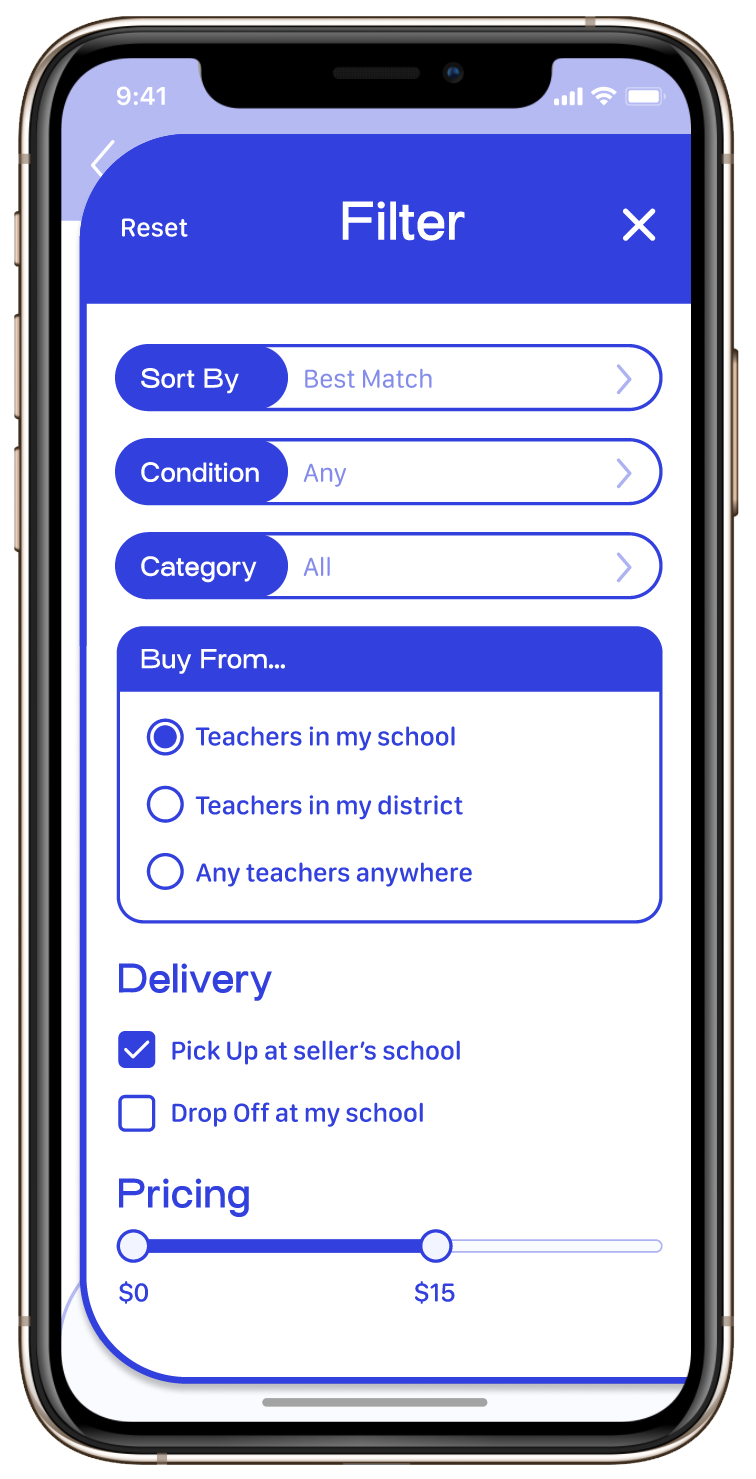 9:41
Reset
Filter
Sort By Best Match
Condition Any
Category All
Buy From...
Teachers in my school
Teachers in my district
Any teachers anywhere
Delivery
Pick Up at seller’s school
Drop Off at my school
Pricing
$0 $15